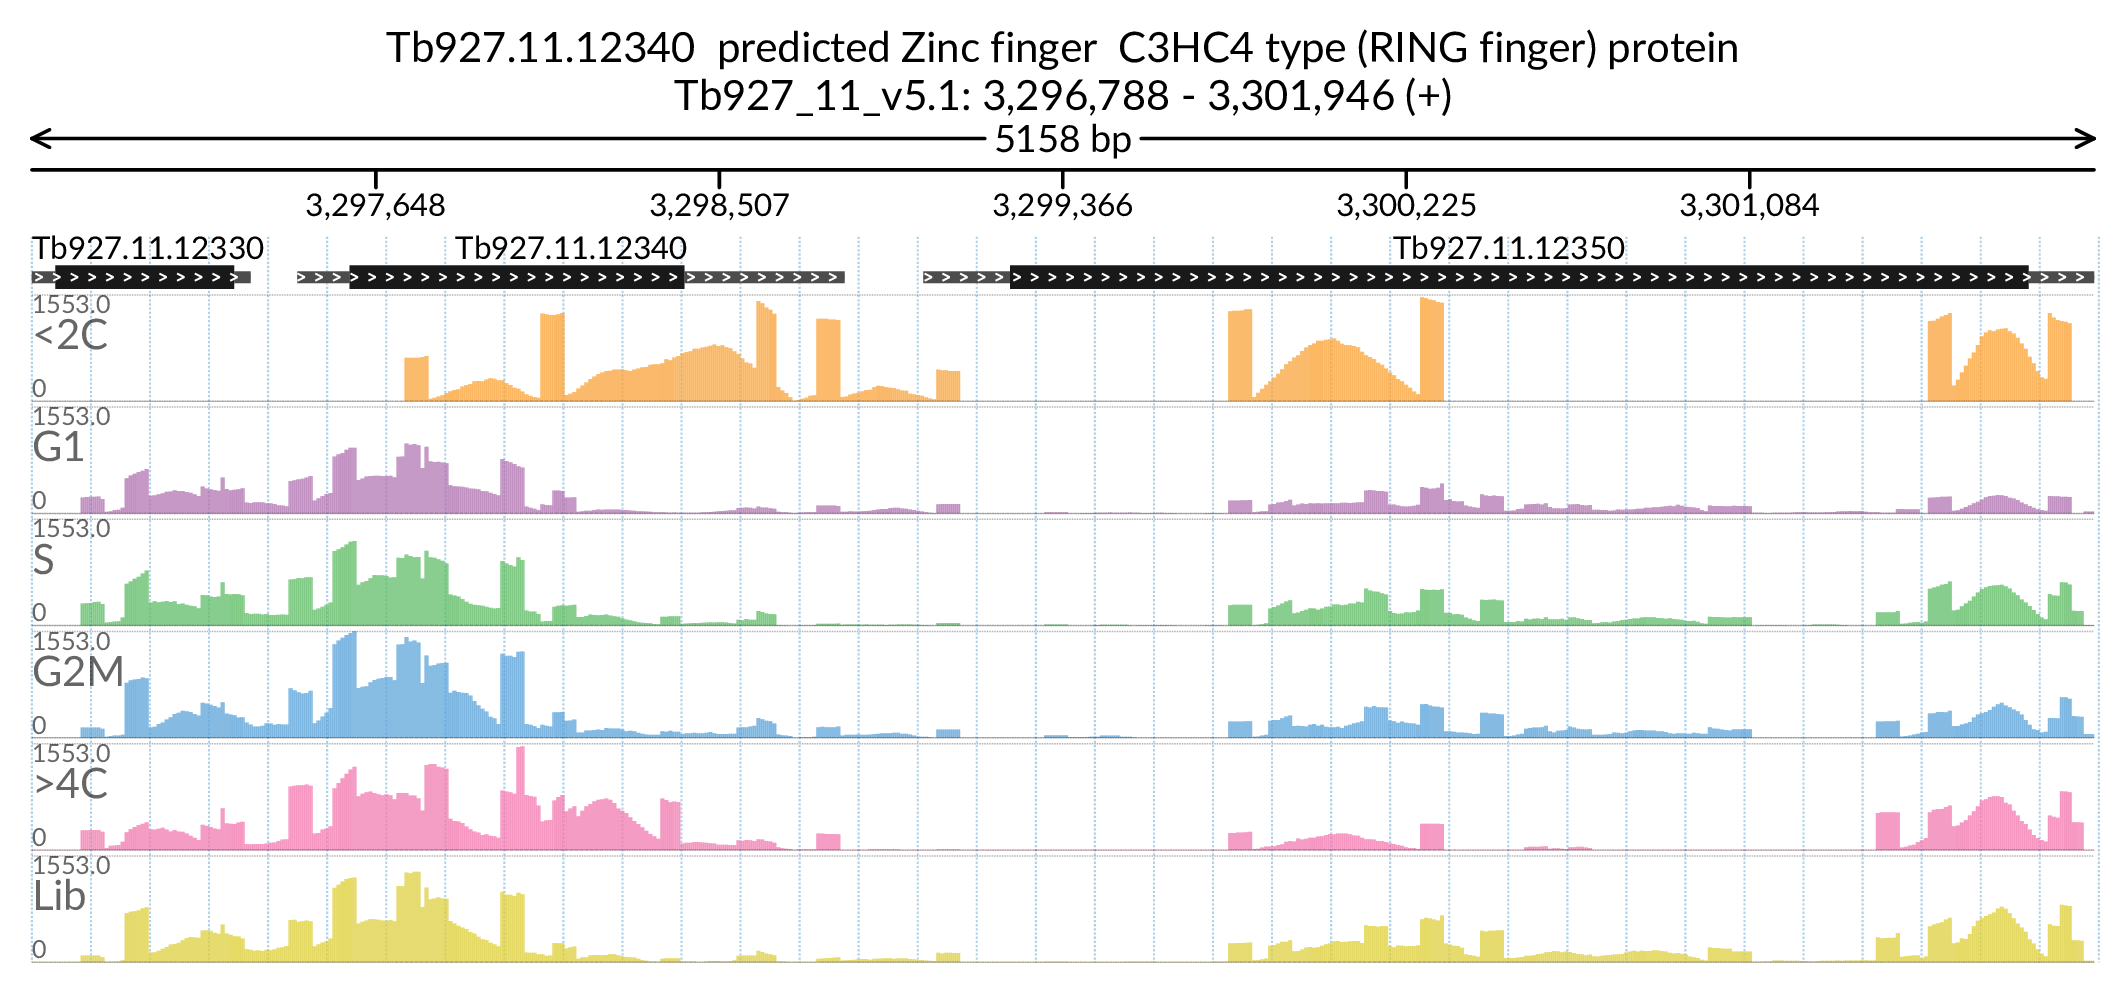 Tb927.11.12340 predicted Zinc finger C3HC4 type (RING finger) protein
Tb927_11_v5.1: 3,296,788 - 3,301,946 (+)
5158 bp
3,297,648 3,298,507 3,299,366 3,300,225 3,301,084
Tb927.11.12330 Tb927.11.12340 Tb927.11.12350
1553.0
<2C
0
1553.0
G1
0
1553.0
S
0
1553.0
G2M
0
1553.0
>4C
0
1553.0
Lib
0